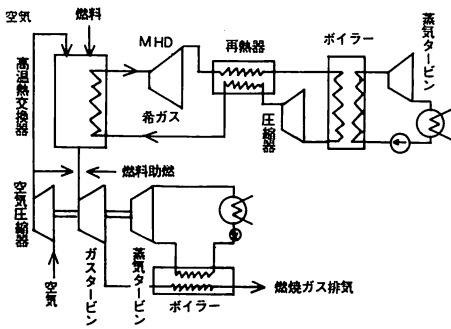 空気
燃料
MHD
再熱器
ボイラー
蒸気タービン
高温熱交換器
希ガス
圧縮器
燃料助燃
空気圧縮器
空気
ガスタービン
蒸気タービン
ボイラー
燃焼ガス排気